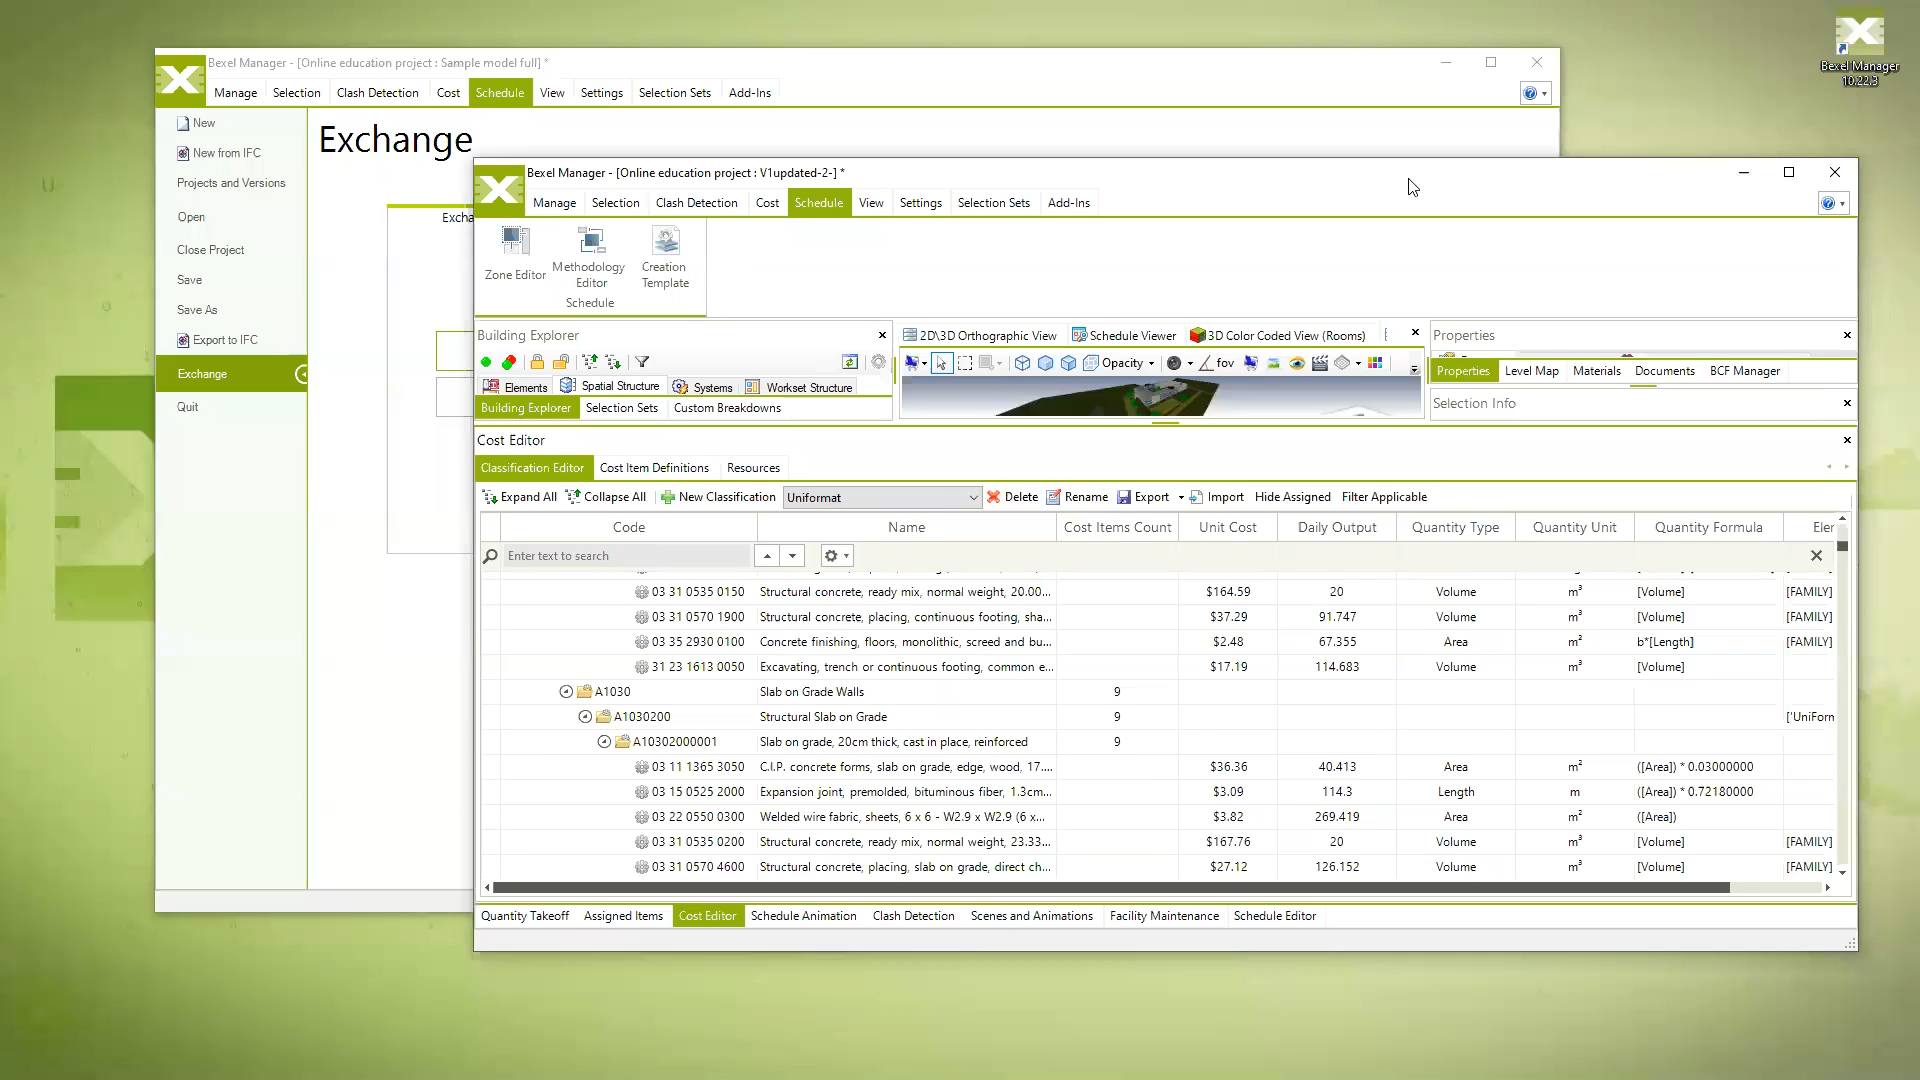 Bexel Manager
10.22.3
Bexel Manager - [Online education project : Sample model full] *
Manage Selection Clash Detection Cost Schedule View Settings Selection Sets Add-Ins
New
New from IFC
Projects and Versions
Open
Close Project
Save
Save As
Export to IFC
Exchange
Quit
Exchange
Excha
Bexel Manager - [Online education project : V1updated-2-] *
Manage Selection Clash Detection Cost Schedule View Settings Selection Sets Add-Ins
Zone Editor
Methodology Editor
Creation Template
Schedule
Building Explorer
Elements Spatial Structure Systems Workset Structure
Building Explorer Selection Sets Custom Breakdowns
2D\3D Orthographic View Schedule Viewer 3D Color Coded View (Rooms)
Opacity fov
Properties
Properties Level Map Materials Documents BCF Manager
Selection Info
Cost Editor
Classification Editor Cost Item Definitions Resources
Expand All Collapse All New Classification Uniformat Delete Rename Export Import Hide Assigned Filter Applicable
Code Name Cost Items Count Unit Cost Daily Output Quantity Type Quantity Unit Quantity Formula Eler
Enter text to search
03 31 0535 0150 Structural concrete, ready mix, normal weight, 20.00... $164.59 20 Volume m³ [Volume] [FAMILY]
03 31 0570 1900 Structural concrete, placing, continuous footing, sha... $37.29 91.747 Volume m³ [Volume] [FAMILY]
03 35 2930 0100 Concrete finishing, floors, monolithic, screed and bu... $2.48 67.355 Area m² b*[Length] [FAMILY]
31 23 1613 0050 Excavating, trench or continuous footing, common e... $17.19 114.683 Volume m³ [Volume]
A1030 Slab on Grade Walls 9
A1030200 Structural Slab on Grade 9 ['UniForn
A10302000001 Slab on grade, 20cm thick, cast in place, reinforced 9
03 11 1365 3050 C.I.P. concrete forms, slab on grade, edge, wood, 17.... $36.36 40.413 Area m² ([Area]) * 0.03000000
03 15 0525 2000 Expansion joint, premolded, bituminous fiber, 1.3cm... $3.09 114.3 Length m ([Area]) * 0.72180000
03 22 0550 0300 Welded wire fabric, sheets, 6 x 6 - W2.9 x W2.9 (6 x... $3.82 269.419 Area m² ([Area])
03 31 0535 0200 Structural concrete, ready mix, normal weight, 23.33... $167.76 20 Volume m³ [Volume] [FAMILY]
03 31 0570 4600 Structural concrete, placing, slab on grade, direct ch... $27.12 126.152 Volume m³ [Volume] [FAMILY]
Quantity Takeoff Assigned Items Cost Editor Schedule Animation Clash Detection Scenes and Animations Facility Maintenance Schedule Editor